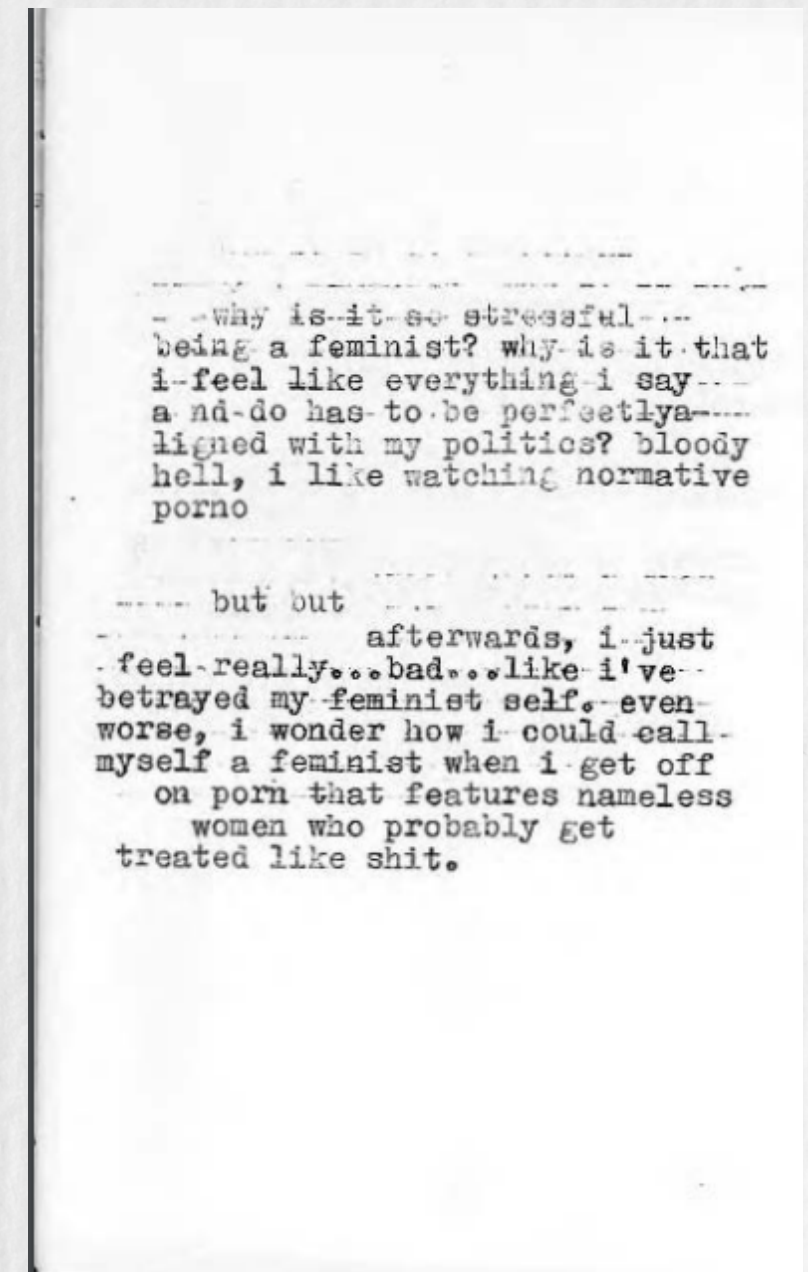 why is it so stressful
being a feminist? why is it that
i feel like everything i say
a nd do has to be perfectlya
ligned with my politics? bloody
hell, i like watching normative
porno
but but
afterwards, i just
feel really...bad...like i've
betrayed my feminist self. even
worse, i wonder how i could call
myself a feminist when i get off
on porn that features nameless
women who probably get
treated like shit.